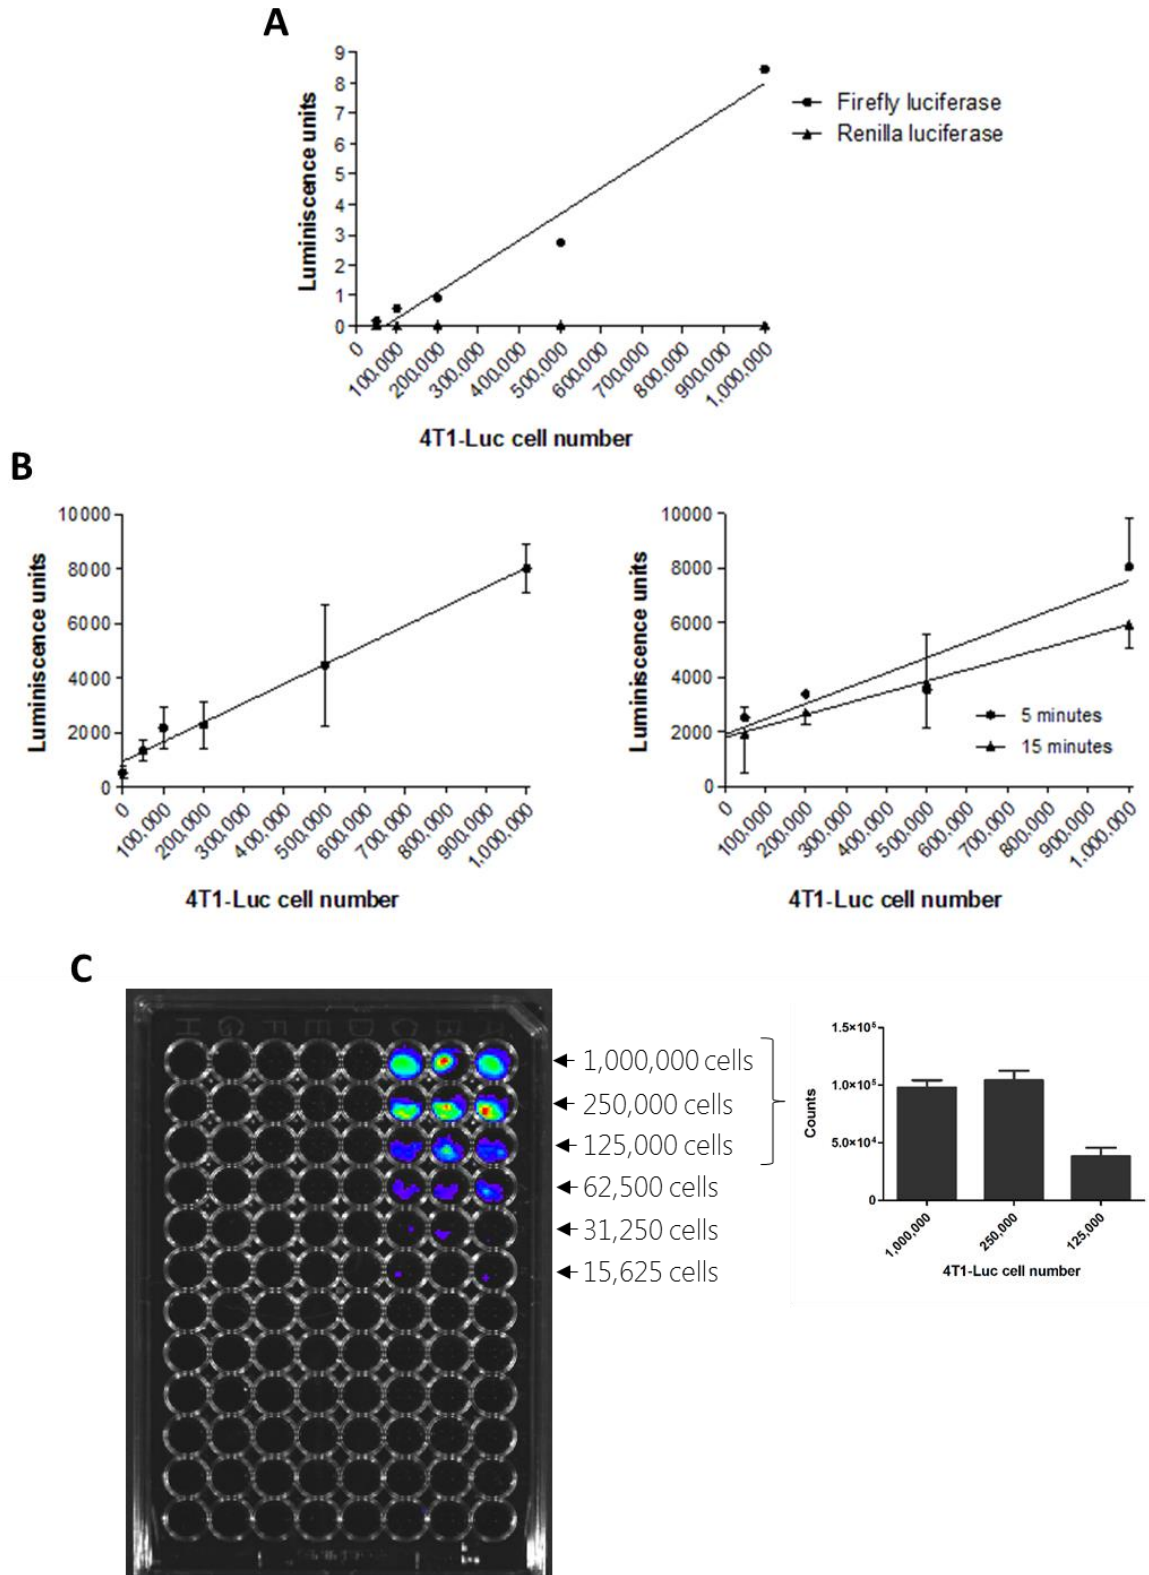 A
9
8
7
6
5
4
3
2
1
0
Luminiscence units
Firefly luciferase
Renilla luciferase
0
100,000
200,000
300,000
400,000
500,000
600,000
700,000
800,000
900,000
1,000,000
4T1-Luc cell number
B
10000
8000
6000
4000
2000
0
Luminiscence units
0
100,000
200,000
300,000
400,000
500,000
600,000
700,000
800,000
900,000
1,000,000
4T1-Luc cell number
10000
8000
6000
4000
2000
0
Luminiscence units
5 minutes
15 minutes
0
100,000
200,000
300,000
400,000
500,000
600,000
700,000
800,000
900,000
1,000,000
4T1-Luc cell number
C
H G F E D C B
1,000,000 cells
250,000 cells
125,000 cells
62,500 cells
31,250 cells
15,625 cells
1.5×10⁵
1.0×10⁵
5.0×10⁴
0
Counts
1,000,000
250,000
125,000
4T1-Luc cell number